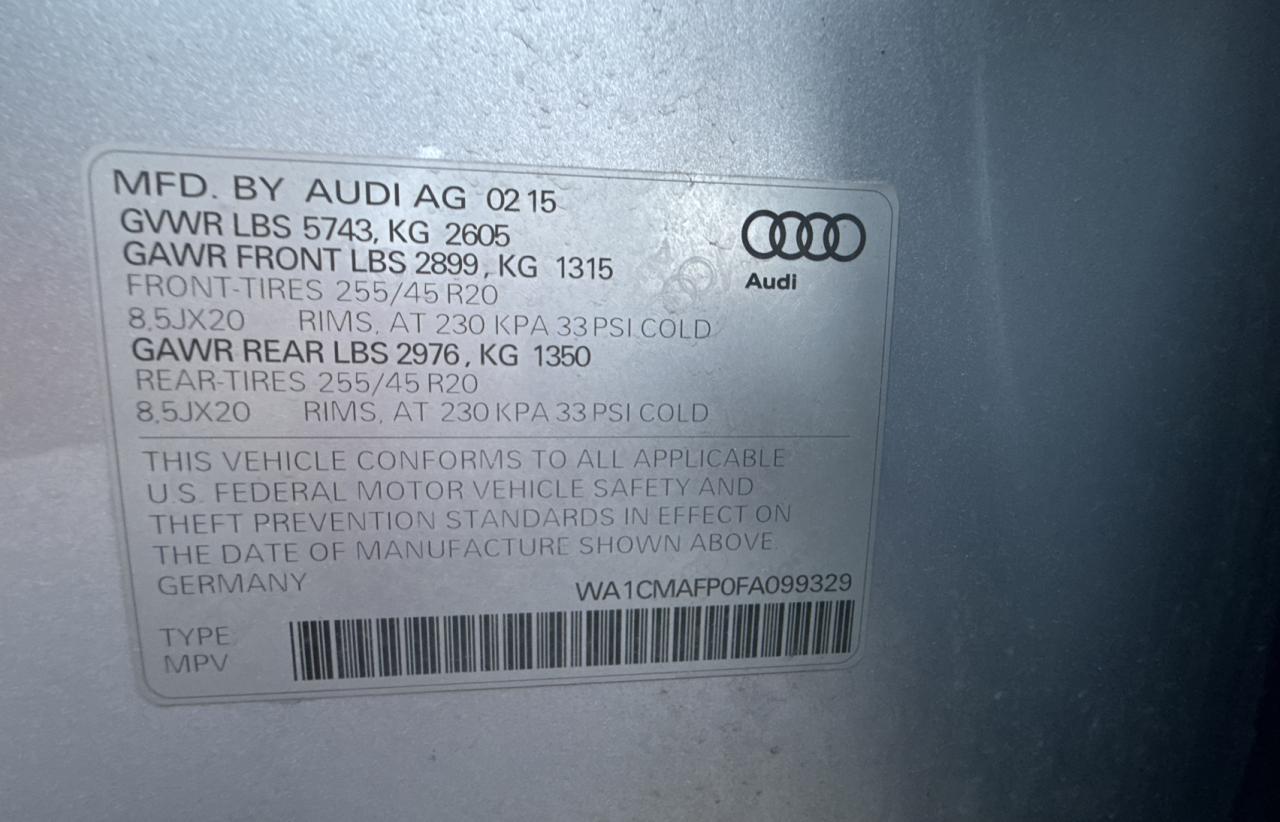 MFD. BY AUDI AG 02 15
GVWR LBS 5743, KG 2605
GAWR FRONT LBS 2899, KG 1315
FRONT-TIRES 255/45 R20
8,5JX20 RIMS, AT 230 KPA 33 PSI COLD
GAWR REAR LBS 2976, KG 1350
REAR-TIRES 255/45 R20
8,5JX20 RIMS, AT 230 KPA 33 PSI COLD
Audi
THIS VEHICLE CONFORMS TO ALL APPLICABLE
U.S. FEDERAL MOTOR VEHICLE SAFETY AND
THEFT PREVENTION STANDARDS IN EFFECT ON
THE DATE OF MANUFACTURE SHOWN ABOVE.
GERMANY WA1CMAFP0FA099329
TYPE
MPV